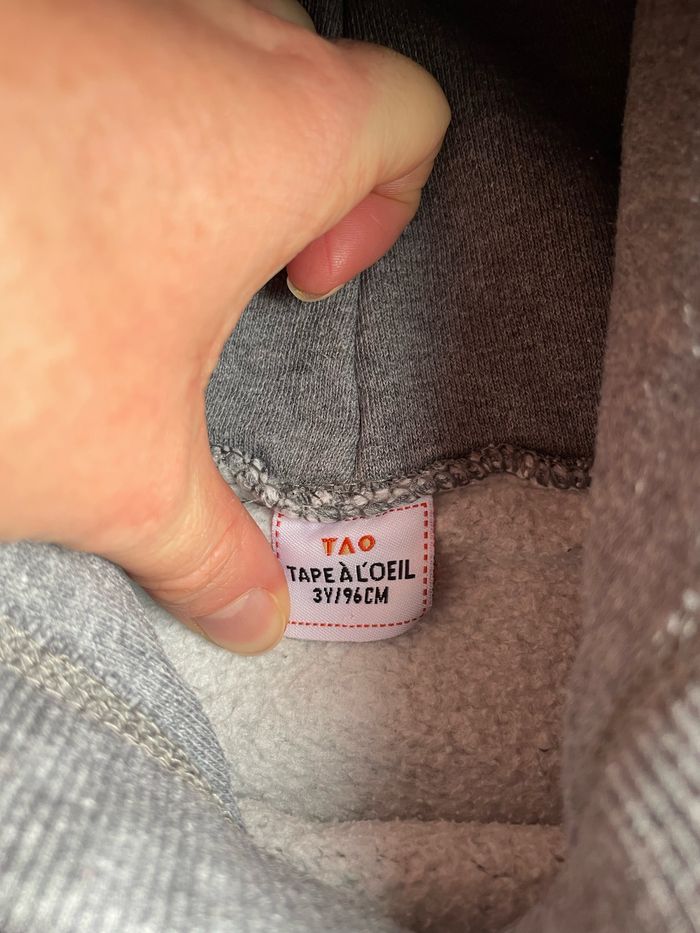 TAO
TAPE À L'OEIL
3Y/96CM